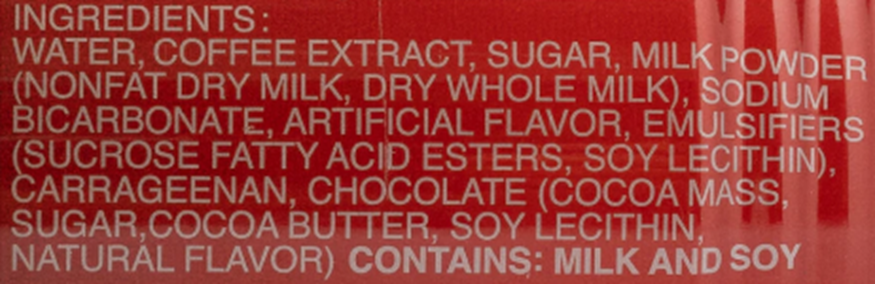 INGREDIENTS:
WATER, COFFEE EXTRACT, SUGAR, MILK POWDER
(NONFAT DRY MILK, DRY WHOLE MILK), SODIUM
BICARBONATE, ARTIFICIAL FLAVOR, EMULSIFIERS
(SUCROSE FATTY ACID ESTERS, SOY LECITHIN),
CARRAGEENAN, CHOCOLATE (COCOA MASS,
SUGAR,COCOA BUTTER, SOY LECITHIN,
NATURAL FLAVOR) CONTAINS: MILK AND SOY